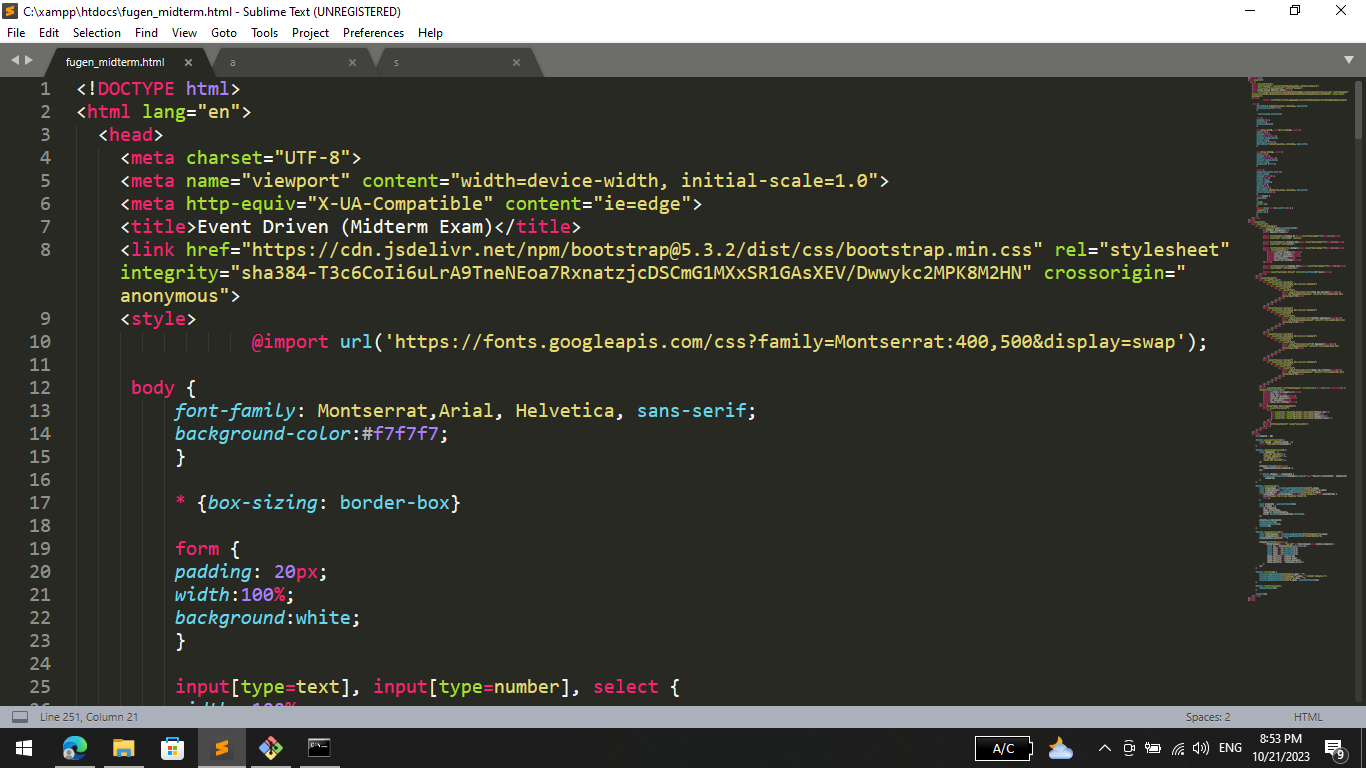 C:\xampp\htdocs\fugen_midterm.html - Sublime Text (UNREGISTERED)
File Edit Selection Find View Goto Tools Project Preferences Help
fugen_midterm.html × a × s ×
1 <!DOCTYPE html>
2 <html lang="en">
3 <head>
4 <meta charset="UTF-8">
5 <meta name="viewport" content="width=device-width, initial-scale=1.0">
6 <meta http-equiv="X-UA-Compatible" content="ie=edge">
7 <title>Event Driven (Midterm Exam)</title>
8 <link href="https://cdn.jsdelivr.net/npm/bootstrap@5.3.2/dist/css/bootstrap.min.css" rel="stylesheet"
integrity="sha384-T3c6CoIi6uLrA9TneNEoa7RxnatzjcDSCmG1MXxSR1GAsXEV/Dwwykc2MPK8M2HN" crossorigin="
anonymous">
9 <style>
10 @import url('https://fonts.googleapis.com/css?family=Montserrat:400,500&display=swap');
11
12 body {
13 font-family: Montserrat,Arial, Helvetica, sans-serif;
14 background-color:#f7f7f7;
15 }
16
17 * {box-sizing: border-box}
18
19 form {
20 padding: 20px;
21 width:100%;
22 background:white;
23 }
24
25 input[type=text], input[type=number], select {
Line 251, Column 21 Spaces: 2 HTML
A/C ENG 8:53 PM
10/21/2023 9